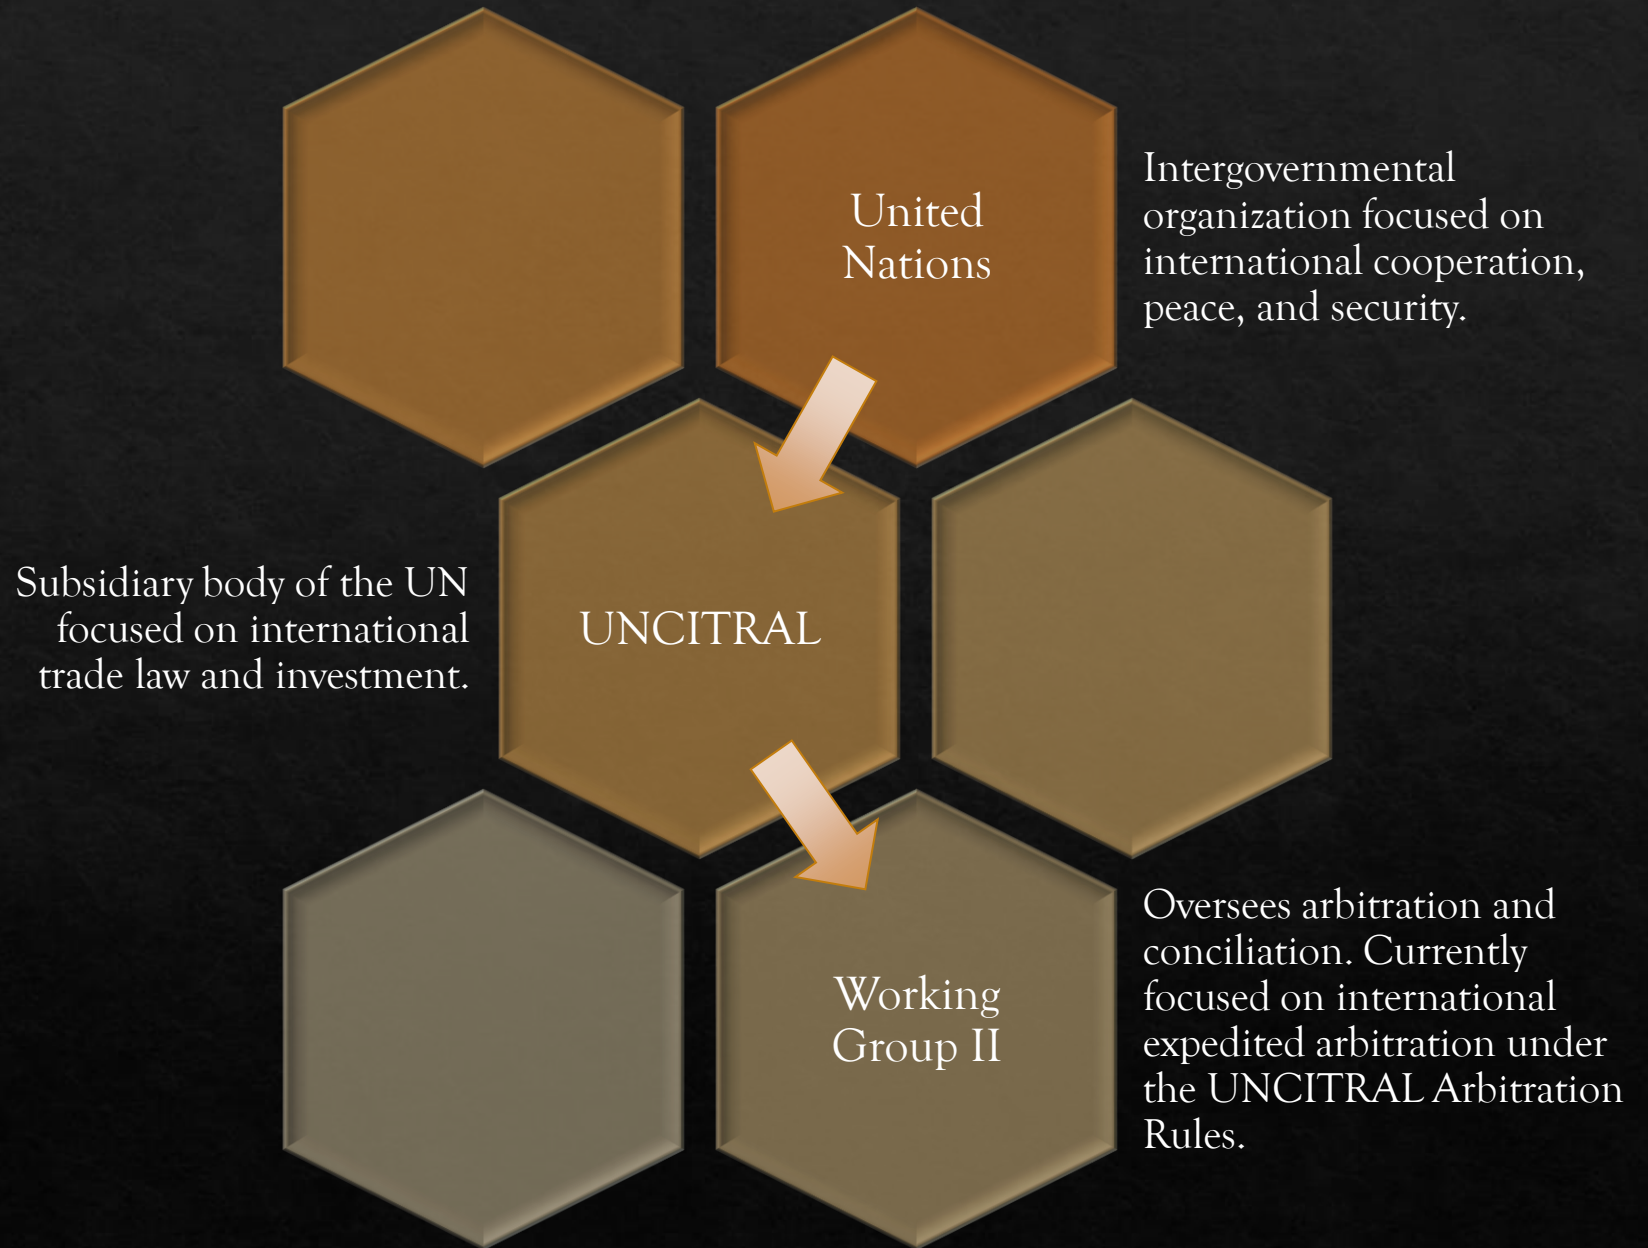 United
Nations
Intergovernmental
organization focused on
international cooperation,
peace, and security.
Subsidiary body of the UN
focused on international
trade law and investment.
UNCITRAL
Working
Group II
Oversees arbitration and
conciliation. Currently
focused on international
expedited arbitration under
the UNCITRAL Arbitration
Rules.